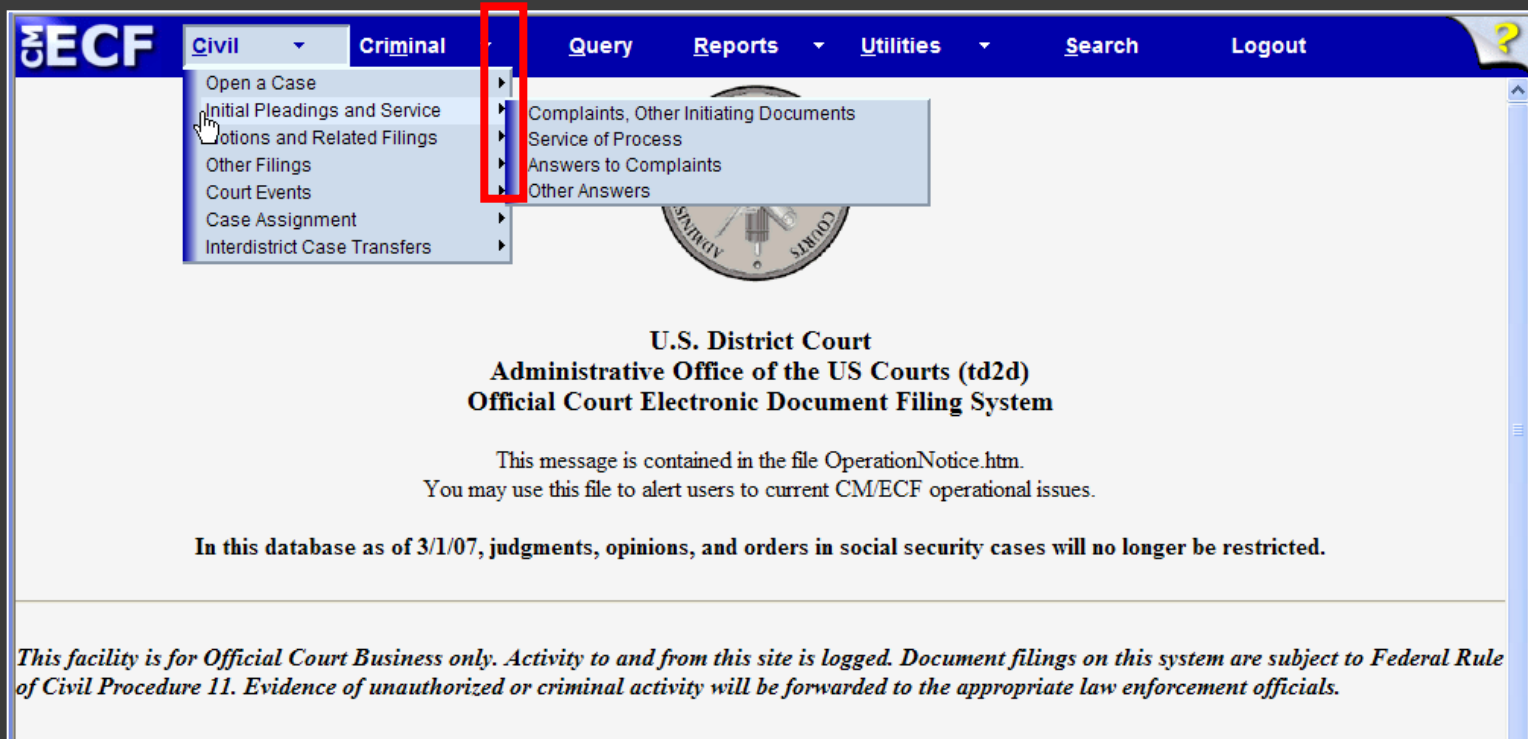 CM ECF Civil Criminal Query Reports Utilities Search Logout ?
Open a Case
Initial Pleadings and Service
Motions and Related Filings
Other Filings
Court Events
Case Assignment
Interdistrict Case Transfers
Complaints, Other Initiating Documents
Service of Process
Answers to Complaints
Other Answers
COURTS
U.S. District Court
Administrative Office of the US Courts (td2d)
Official Court Electronic Document Filing System
This message is contained in the file OperationNotice.htm.
You may use this file to alert users to current CM/ECF operational issues.
In this database as of 3/1/07, judgments, opinions, and orders in social security cases will no longer be restricted.
This facility is for Official Court Business only. Activity to and from this site is logged. Document filings on this system are subject to Federal Rule
of Civil Procedure 11. Evidence of unauthorized or criminal activity will be forwarded to the appropriate law enforcement officials.